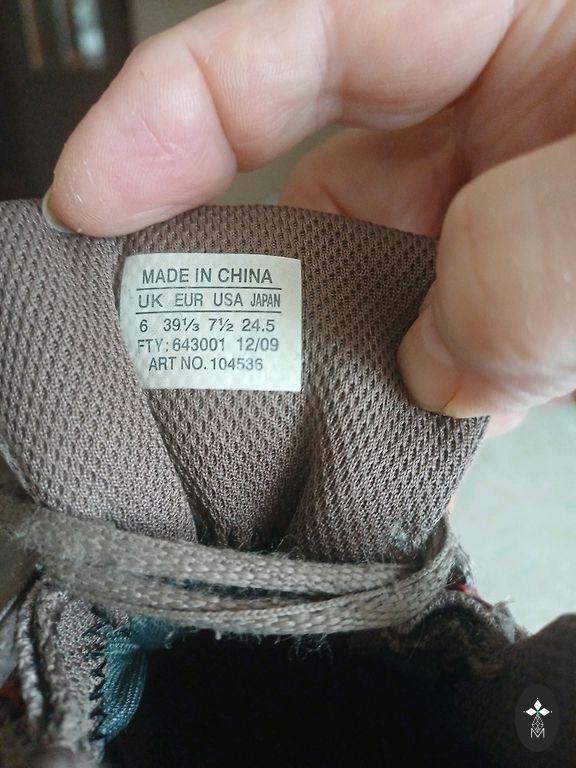 MADE IN CHINA
UK EUR USA JAPAN
6 39⅓ 7½ 24.5
FTY: 643001 12/09
ART NO. 104536
M